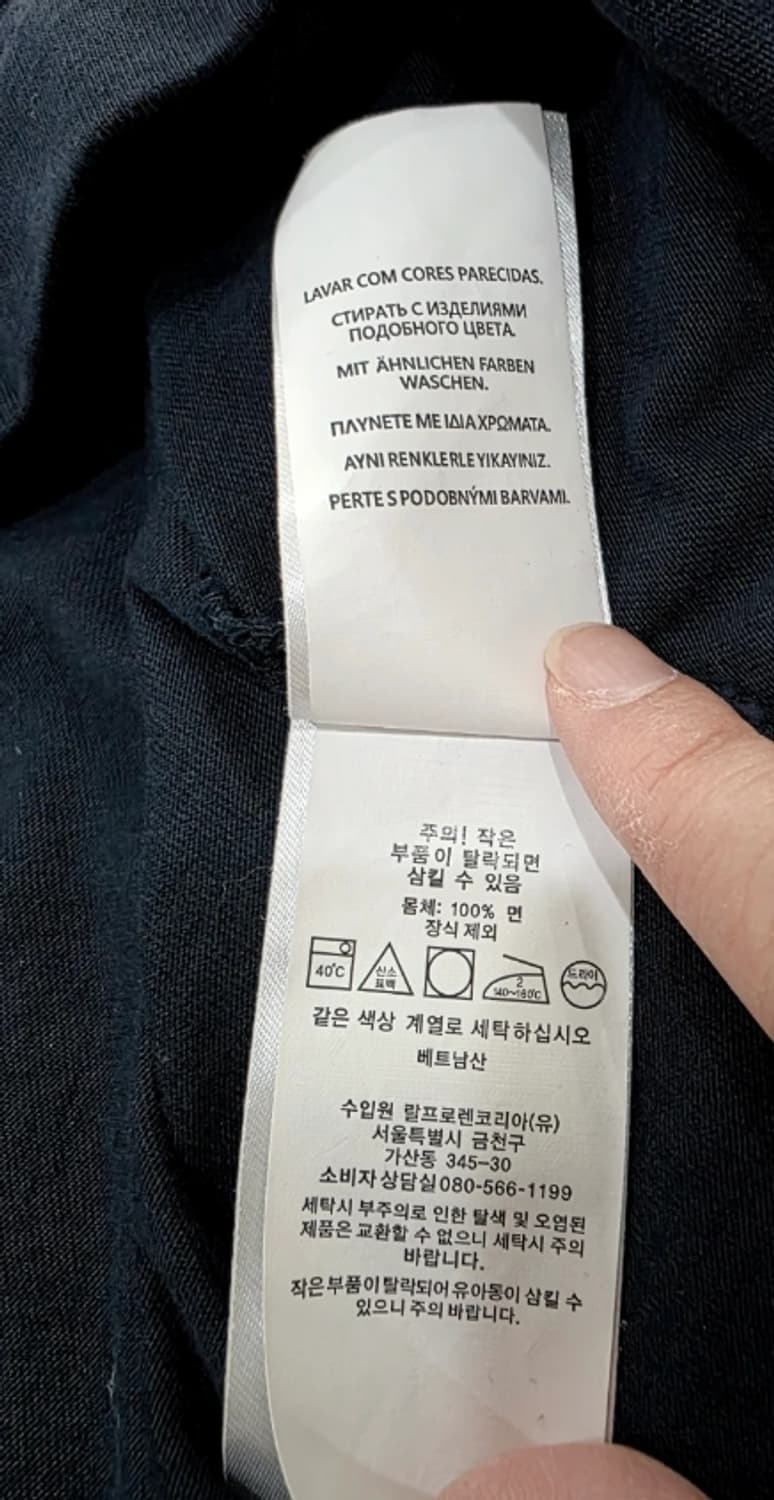 LAVAR COM CORES PARECIDAS.
СТИРАТЬ С ИЗДЕЛИЯМИ
ПОДОБНОГО ЦВЕТА.
MIT ÄHNLICHEN FARBEN
WASCHEN.
ΠΛΥΝΕΤΕ ΜΕ ΙΔΙΑ ΧΡΩΜΑΤΑ.
AYNI RENKLERLE YIKAYINIZ.
PERTE S PODOBNÝMI BARVAMI.
주의! 작은
부품이 탈락되면
삼킬 수 있음
몸체: 100% 면
장식 제외
40°C 산소 표백 2 140~160°C 드라이
같은 색상 계열로 세탁하십시오
베트남산
수입원 랄프로렌코리아(유)
서울특별시 금천구
가산동 345-30
소비자상담실080-566-1199
세탁시 부주의로 인한 탈색 및 오염된
제품은 교환할 수 없으니 세탁시 주의
바랍니다.
작은부품이탈락되어유아동이 삼킬 수
있으니 주의 바랍니다.